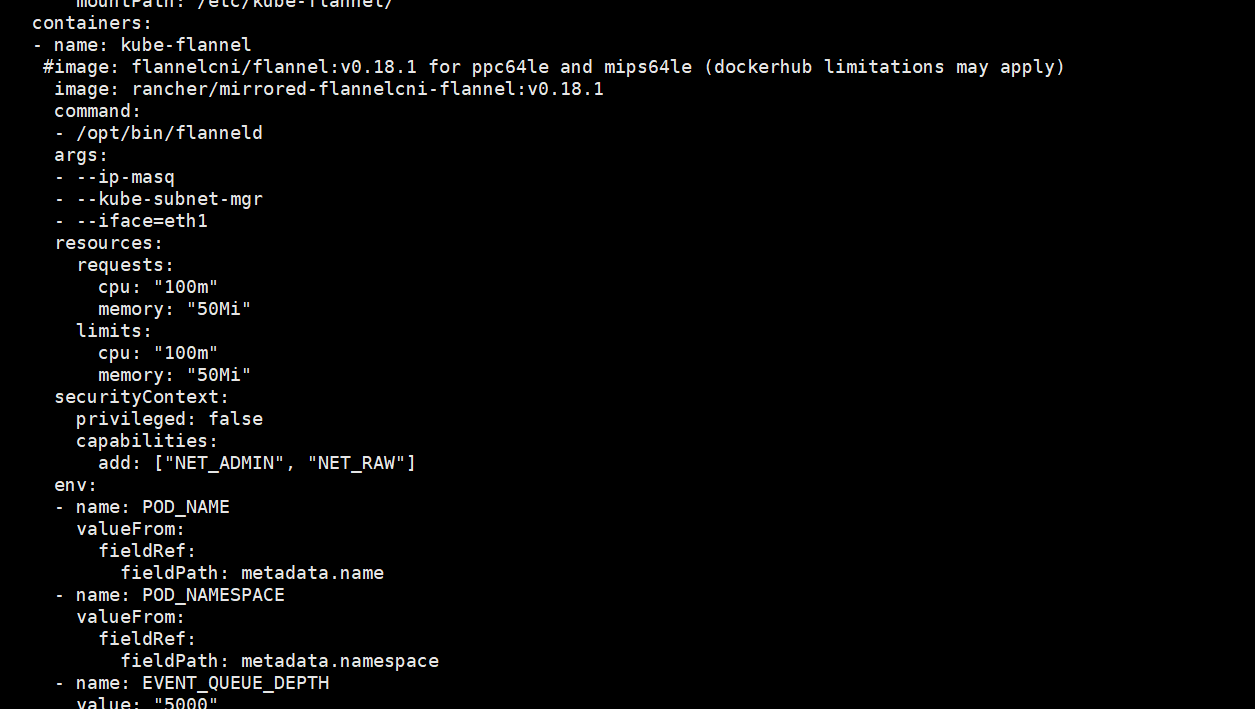 mountPath: /etc/kube-flannel/
containers:
- name: kube-flannel
#image: flannelcni/flannel:v0.18.1 for ppc64le and mips64le (dockerhub limitations may apply)
image: rancher/mirrored-flannelcni-flannel:v0.18.1
command:
- /opt/bin/flanneld
args:
- --ip-masq
- --kube-subnet-mgr
- --iface=eth1
resources:
requests:
cpu: "100m"
memory: "50Mi"
limits:
cpu: "100m"
memory: "50Mi"
securityContext:
privileged: false
capabilities:
add: ["NET_ADMIN", "NET_RAW"]
env:
- name: POD_NAME
valueFrom:
fieldRef:
fieldPath: metadata.name
- name: POD_NAMESPACE
valueFrom:
fieldRef:
fieldPath: metadata.namespace
- name: EVENT_QUEUE_DEPTH
value: "5000"